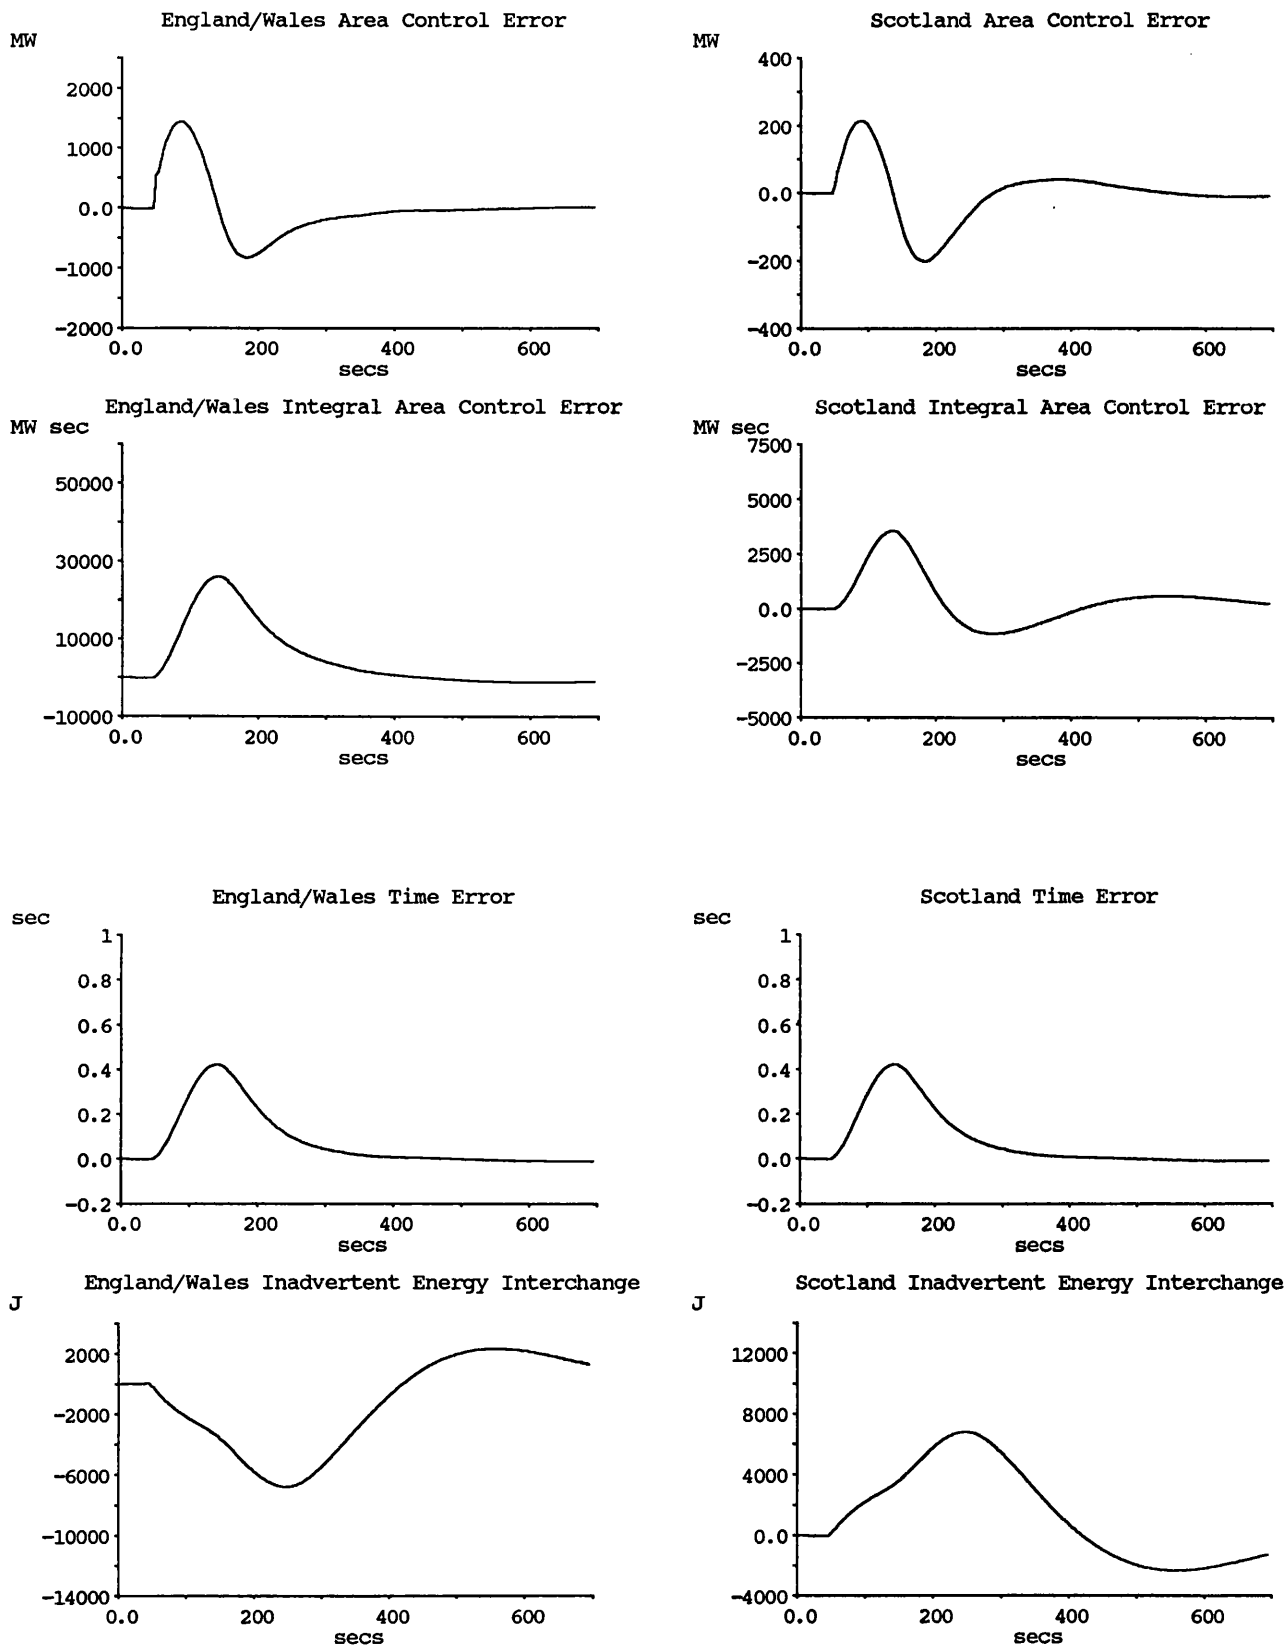 England/Wales Area Control Error
MW
2000
1000
0.0
-1000
-2000
0.0 200 400 600
secs
Scotland Area Control Error
MW
400
200
0.0
-200
-400
0.0 200 400 600
secs
England/Wales Integral Area Control Error
MW sec
50000
30000
10000
-10000
0.0 200 400 600
secs
Scotland Integral Area Control Error
MW sec
7500
5000
2500
0.0
-2500
-5000
0.0 200 400 600
secs
England/Wales Time Error
sec
1
0.8
0.6
0.4
0.2
0.0
-0.2
0.0 200 400 600
secs
Scotland Time Error
sec
1
0.8
0.6
0.4
0.2
0.0
-0.2
0.0 200 400 600
secs
England/Wales Inadvertent Energy Interchange
J
2000
-2000
-6000
-10000
-14000
0.0 200 400 600
secs
Scotland Inadvertent Energy Interchange
J
12000
8000
4000
0.0
-4000
0.0 200 400 600
secs